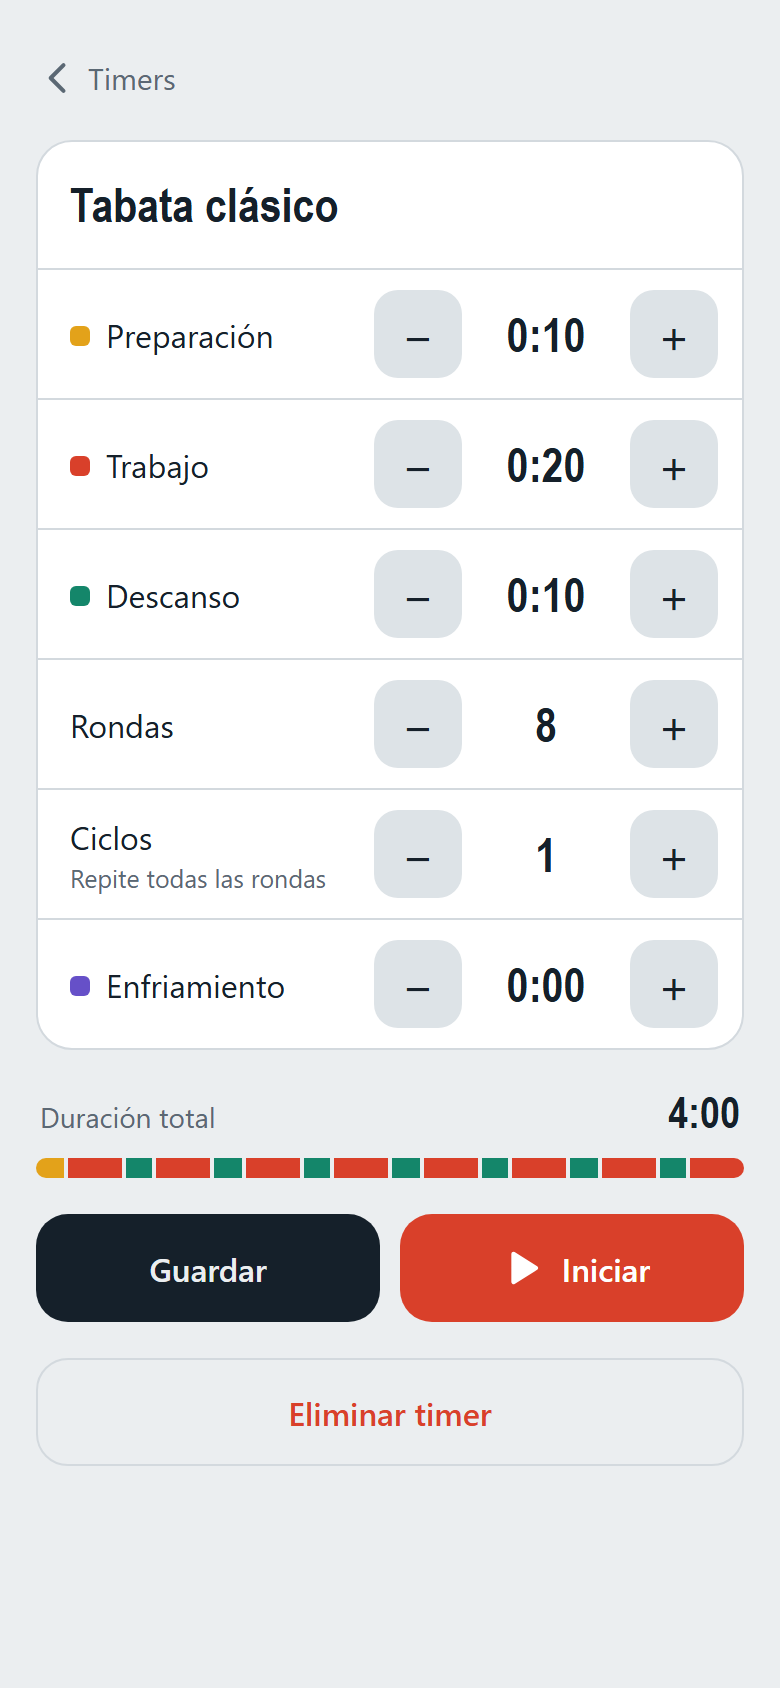 Timers
Tabata clásico
Preparación – 0:10 +
Trabajo – 0:20 +
Descanso – 0:10 +
Rondas – 8 +
Ciclos
Repite todas las rondas
– 1 +
Enfriamiento – 0:00 +
Duración total 4:00
Guardar
Iniciar
Eliminar timer